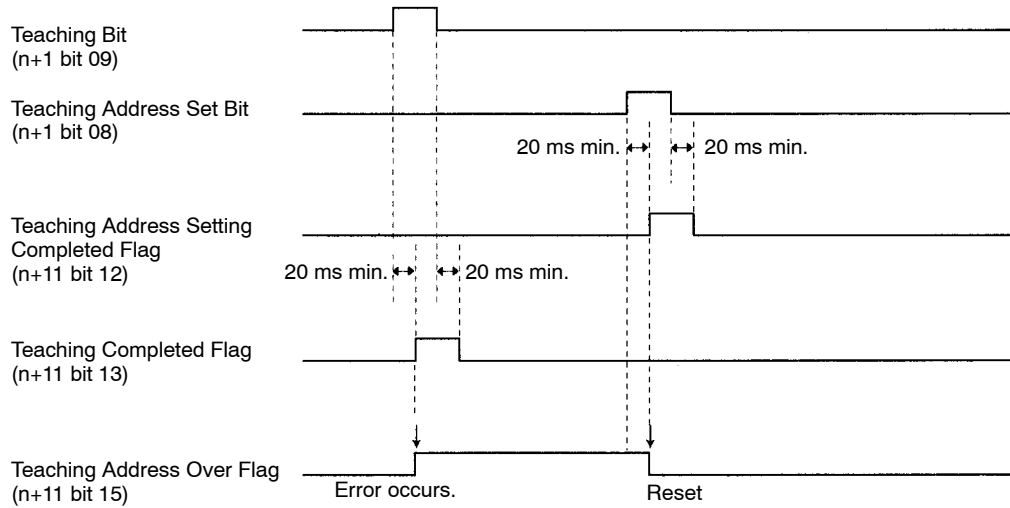 Teaching Bit
(n+1 bit 09)
Teaching Address Set Bit
(n+1 bit 08)
20 ms min.
20 ms min.
Teaching Address Setting
Completed Flag
(n+11 bit 12)
20 ms min.
20 ms min.
Teaching Completed Flag
(n+11 bit 13)
Teaching Address Over Flag
(n+11 bit 15)
Error occurs.
Reset